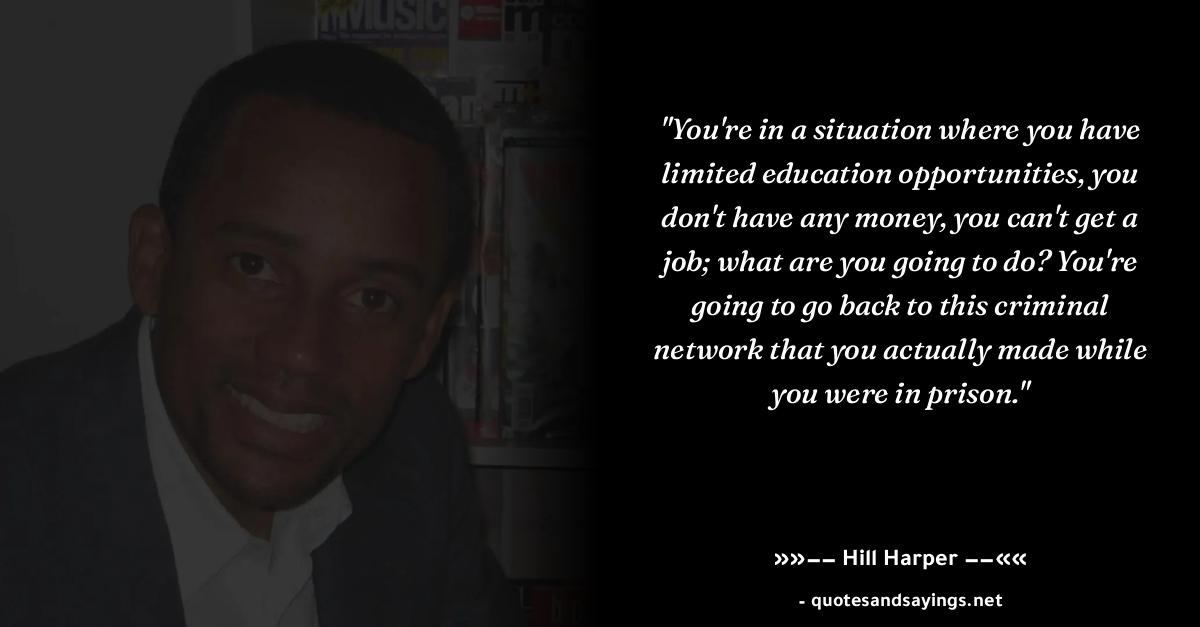 MUSIC
"You're in a situation where you have
limited education opportunities, you
don't have any money, you can't get a
job; what are you going to do? You're
going to go back to this criminal
network that you actually made while
you were in prison."
»»–– Hill Harper ––««
- quotesandsayings.net